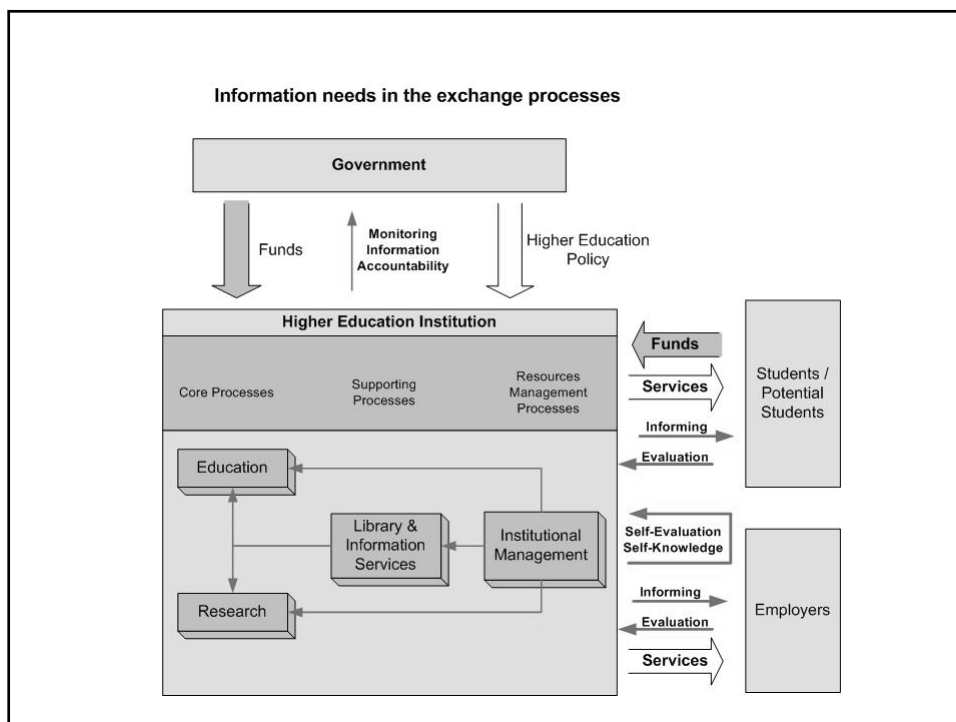 Information needs in the exchange processes
Government
Funds
Monitoring
Information
Accountability
Higher Education
Policy
Higher Education Institution
Core Processes
Supporting
Processes
Resources
Management
Processes
Funds
Services
Informing
Evaluation
Students /
Potential
Students
Education
Library &
Information
Services
Institutional
Management
Research
Self-Evaluation
Self-Knowledge
Informing
Evaluation
Services
Employers